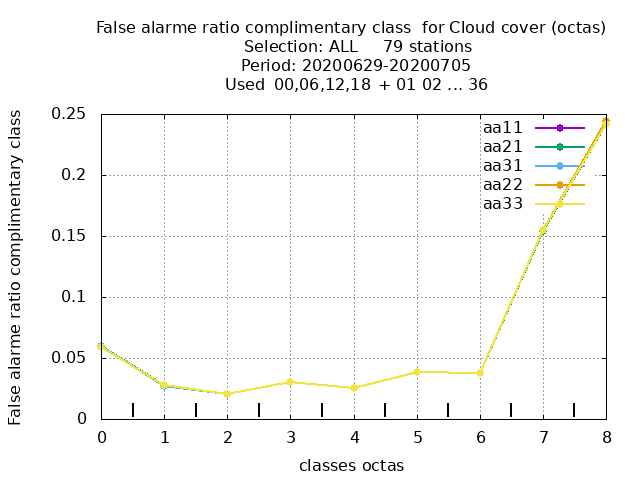 False alarme ratio complimentary class  for Cloud cover (octas)
Selection: ALL     79 stations
Period: 20200629-20200705
Used  00,06,12,18 + 01 02 ... 36
False alarme ratio complimentary class
0.25
0.2
0.15
0.1
0.05
0
aa11
aa21
aa31
aa22
aa33
0 1 2 3 4 5 6 7 8
classes octas